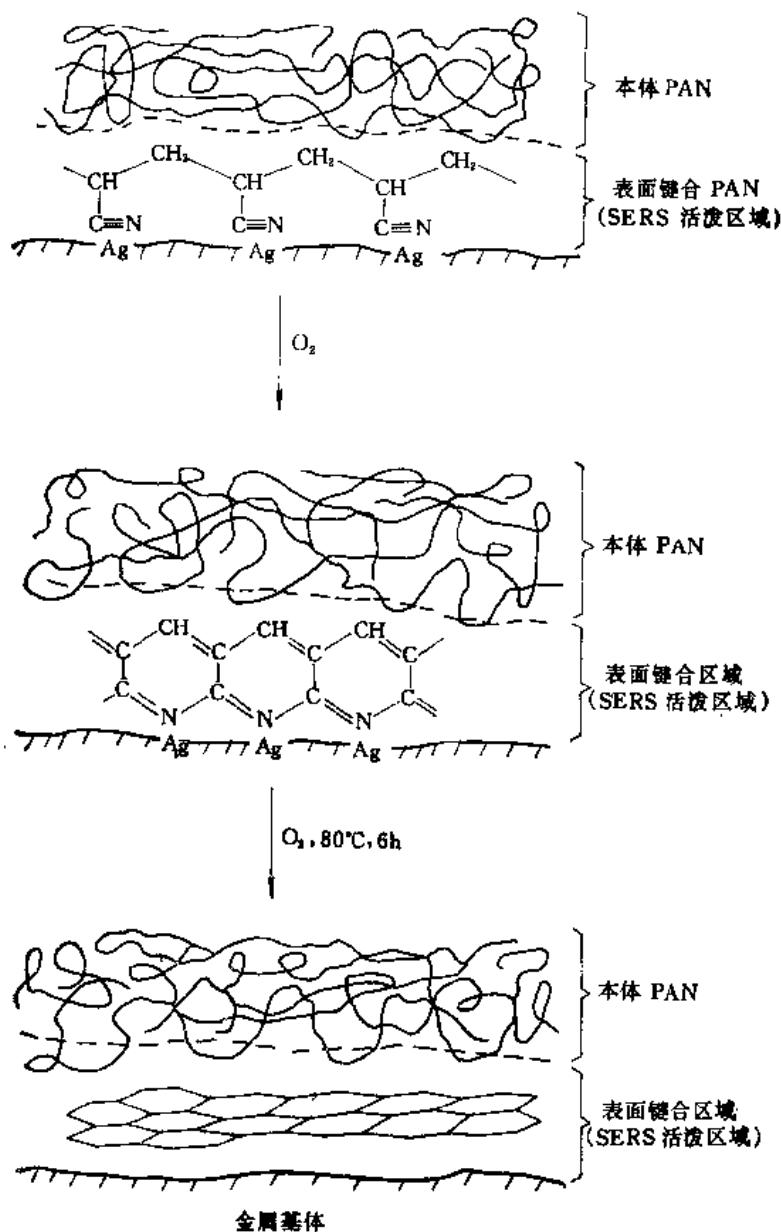 本体 PAN
CH₂ CH₂ CH₂
CH CH CH
表面键合 PAN
(SERS 活泼区域)
C≡N C≡N C≡N
Ag Ag Ag
O₂
本体 PAN
CH CH CH
C C C C
表面键合区域
(SERS 活泼区域)
C C C C
N N N
Ag Ag Ag
O₂,80℃,6h
本体 PAN
表面键合区域
(SERS 活泼区域)
金属基体